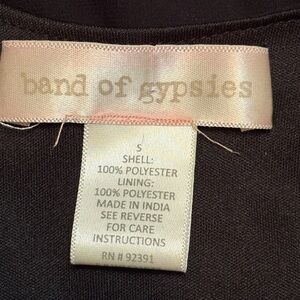 band of gypsies
S
SHELL:
100% POLYESTER
LINING:
100% POLYESTER
MADE IN INDIA
SEE REVERSE
FOR CARE
INSTRUCTIONS
RN # 92391